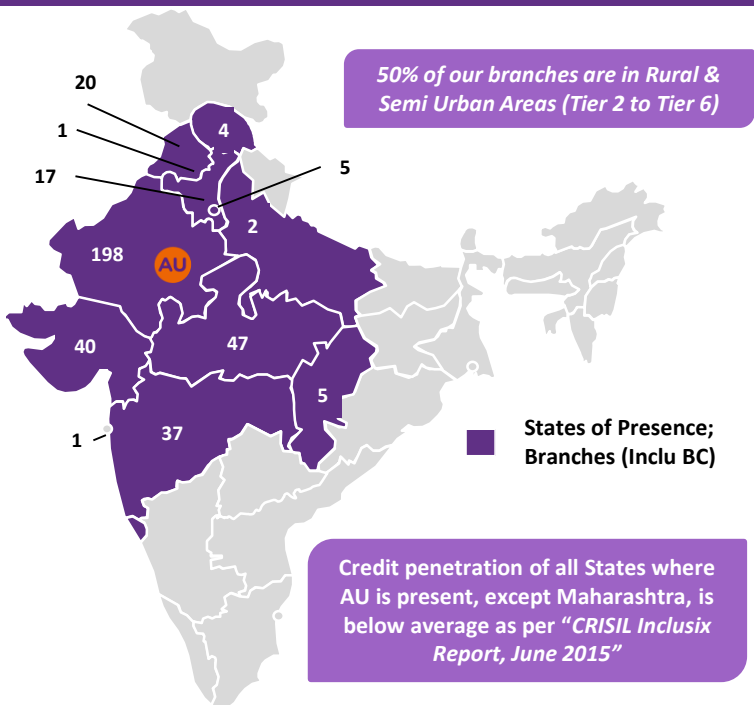 50% of our branches are in Rural &
Semi Urban Areas (Tier 2 to Tier 6)
20
4
1
5
17
2
198
AU
40
47
5
1
37
States of Presence;
Branches (Inclu BC)
Credit penetration of all States where
AU is present, except Maharashtra, is
below average as per “CRISIL Inclusix
Report, June 2015”